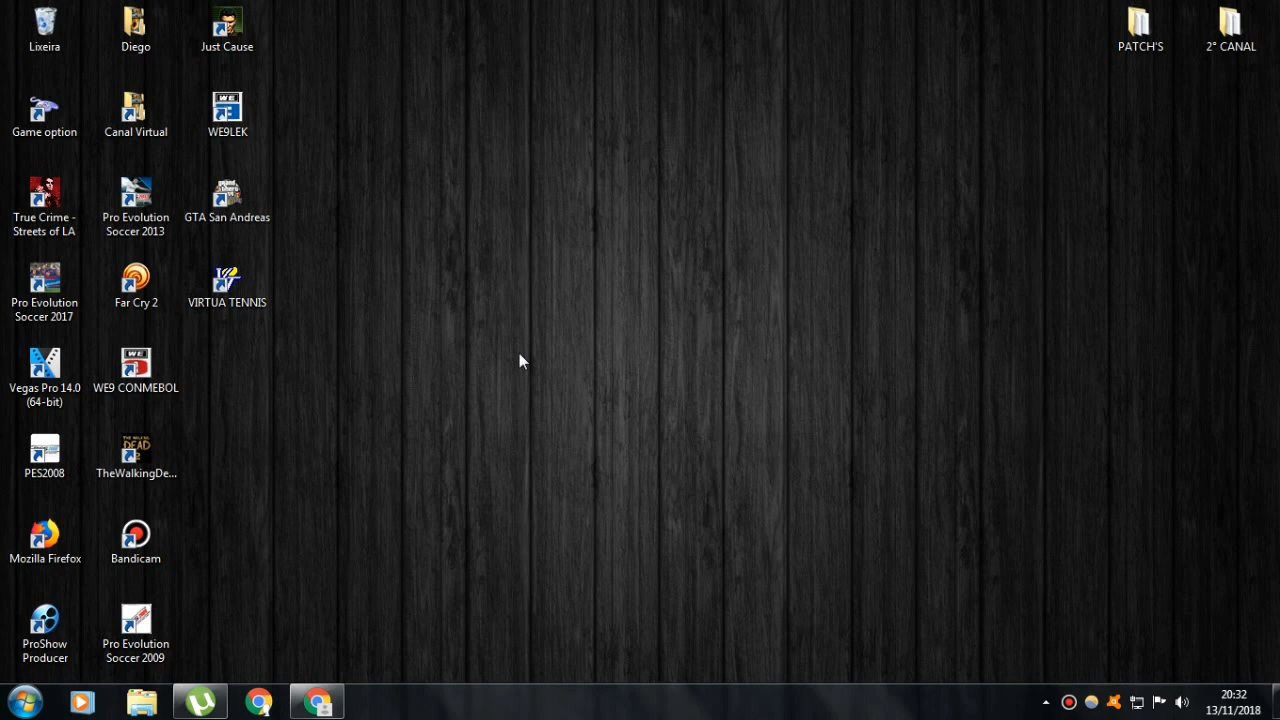 Lixeira
Diego
Just Cause
PATCH'S
2° CANAL
Game option
Canal Virtual
WE9LEK
True Crime -
Streets of LA
Pro Evolution
Soccer 2013
GTA San Andreas
Pro Evolution
Soccer 2017
Far Cry 2
VIRTUA TENNIS
Vegas Pro 14.0
(64-bit)
WE9 CONMEBOL
PES2008
TheWalkingDe...
Mozilla Firefox
Bandicam
ProShow
Producer
Pro Evolution
Soccer 2009
20:32
13/11/2018